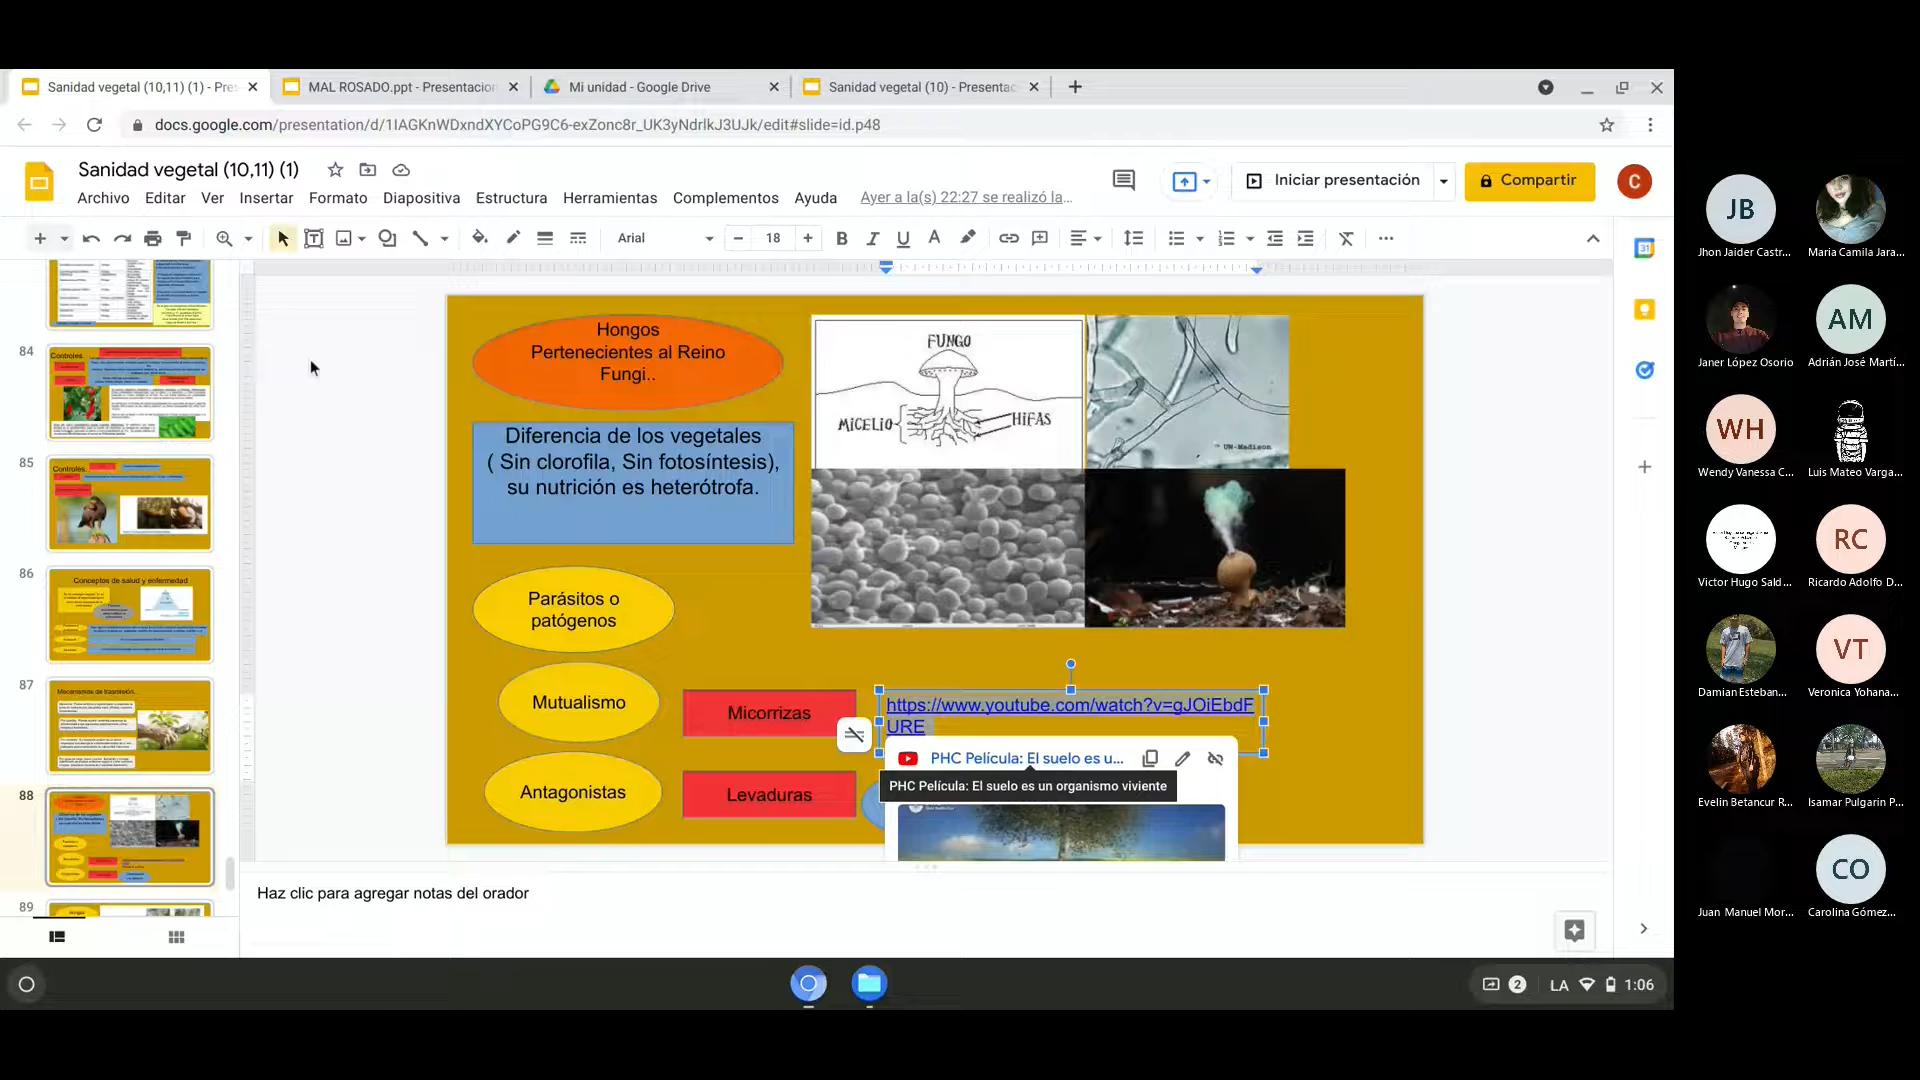 Sanidad vegetal (10,11) (1) - Pre
MAL ROSADO.ppt - Presentacion
Mi unidad - Google Drive
Sanidad vegetal (10) - Presentac
docs.google.com/presentation/d/1IAGKnWDxndXYCoPG9C6-exZonc8r_UK3yNdrlkJ3UJk/edit#slide=id.p48
Sanidad vegetal (10,11) (1)
Archivo Editar Ver Insertar Formato Diapositiva Estructura Herramientas Complementos Ayuda Ayer a la(s) 22:27 se realizó la...
Iniciar presentación
Compartir
C
Arial
18
84
Controles.
85
Controles.
86
Conceptos de salud y enfermedad
87
Mecanismos de trasmisión..
88
89
Hongos
Pertenecientes al Reino
Fungi..
Diferencia de los vegetales
( Sin clorofila, Sin fotosíntesis),
su nutrición es heterótrofa.
FUNGO
MICELIO
HIFAS
UW-Madison
Parásitos o
patógenos
Mutualismo
Micorrizas
https://www.youtube.com/watch?v=gJOiEbdF
URE
PHC Película: El suelo es u...
PHC Película: El suelo es un organismo viviente
Antagonistas
Levaduras
Haz clic para agregar notas del orador
31
2
LA
1:06
JB
Jhon Jaider Castr...
Maria Camila Jara...
Janer López Osorio
AM
Adrián José Martí...
WH
Wendy Vanessa C...
Luis Mateo Varga...
Victor Hugo Sald...
RC
Ricardo Adolfo D...
Damian Esteban...
VT
Veronica Yohana...
Evelin Betancur R...
Isamar Pulgarin P...
Juan Manuel Mor...
CO
Carolina Gómez...